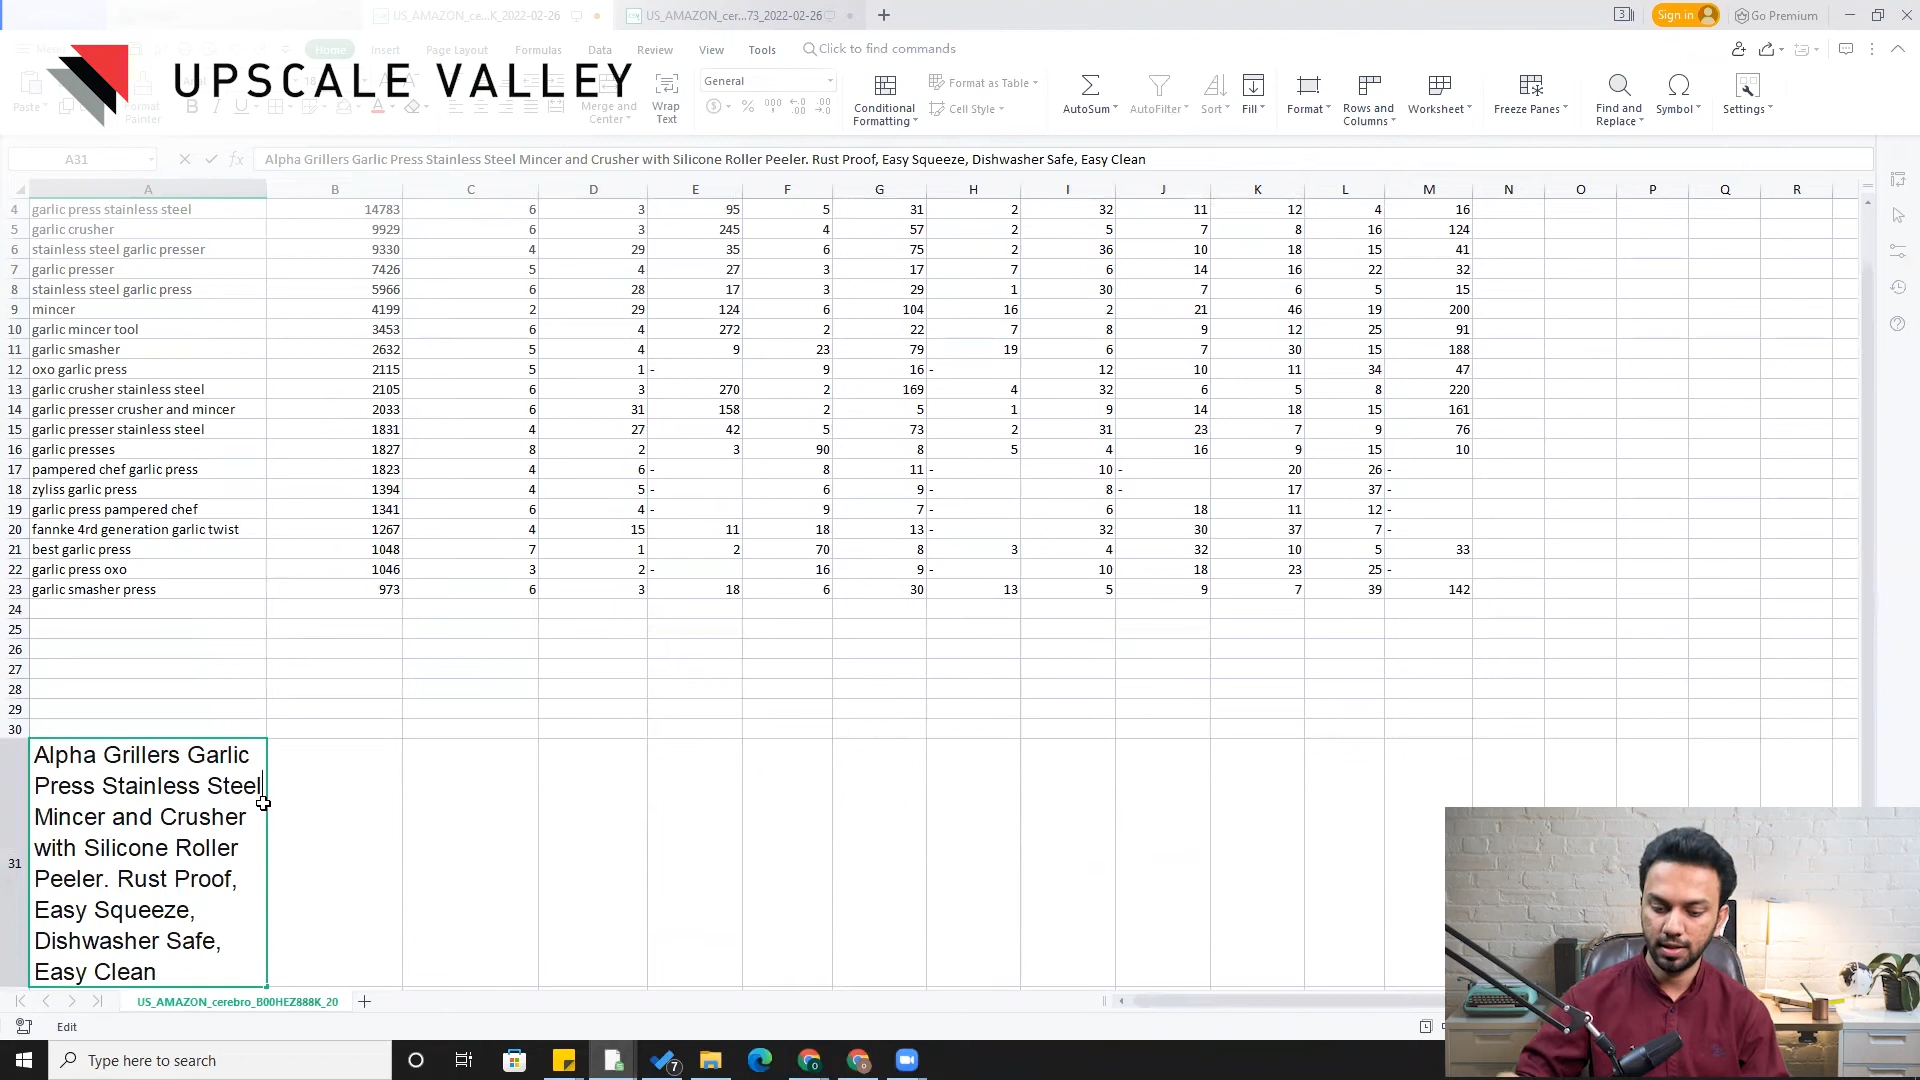 US_AMAZON_ce...K_2022-02-26
US_AMAZON_cer...73_2022-02-26
Sign in
Go Premium
UPSCALE VALLEY
Menu
Home
Insert
Page Layout
Formulas
Data
Review
View
Tools
Click to find commands
Paste
Format
Painter
Merge and
Center
Wrap
Text
General
Conditional
Formatting
Format as Table
Cell Style
AutoSum
AutoFilter
Sort
Fill
Format
Rows and
Columns
Worksheet
Freeze Panes
Find and
Replace
Symbol
Settings
A31
Alpha Grillers Garlic Press Stainless Steel Mincer and Crusher with Silicone Roller Peeler. Rust Proof, Easy Squeeze, Dishwasher Safe, Easy Clean
A B C D E F G H I J K L M N O P Q R
4 garlic press stainless steel 14783 6 3 95 5 31 2 32 11 12 4 16
5 garlic crusher 9929 6 3 245 4 57 2 5 7 8 16 124
6 stainless steel garlic presser 9330 4 29 35 6 75 2 36 10 18 15 41
7 garlic presser 7426 5 4 27 3 17 7 6 14 16 22 32
8 stainless steel garlic press 5966 6 28 17 3 29 1 30 7 6 5 15
9 mincer 4199 2 29 124 6 104 16 2 21 46 19 200
10 garlic mincer tool 3453 6 4 272 2 22 7 8 9 12 25 91
11 garlic smasher 2632 5 4 9 23 79 19 6 7 30 15 188
12 oxo garlic press 2115 5 1 - 9 16 - 12 10 11 34 47
13 garlic crusher stainless steel 2105 6 3 270 2 169 4 32 6 5 8 220
14 garlic presser crusher and mincer 2033 6 31 158 2 5 1 9 14 18 15 161
15 garlic presser stainless steel 1831 4 27 42 5 73 2 31 23 7 9 76
16 garlic presses 1827 8 2 3 90 8 5 4 16 9 15 10
17 pampered chef garlic press 1823 4 6 - 8 11 - 10 - 20 26 -
18 zyliss garlic press 1394 4 5 - 6 9 - 8 - 17 37 -
19 garlic press pampered chef 1341 6 4 - 9 7 - 6 18 11 12 -
20 fannke 4rd generation garlic twist 1267 4 15 11 18 13 - 32 30 37 7 -
21 best garlic press 1048 7 1 2 70 8 3 4 32 10 5 33
22 garlic press oxo 1046 3 2 - 16 9 - 10 18 23 25 -
23 garlic smasher press 973 6 3 18 6 30 13 5 9 7 39 142
24
25
26
27
28
29
30
31
Alpha Grillers Garlic
Press Stainless Steel
Mincer and Crusher
with Silicone Roller
Peeler. Rust Proof,
Easy Squeeze,
Dishwasher Safe,
Easy Clean
US_AMAZON_cerebro_B00HEZ888K_20
Edit
Type here to search
7